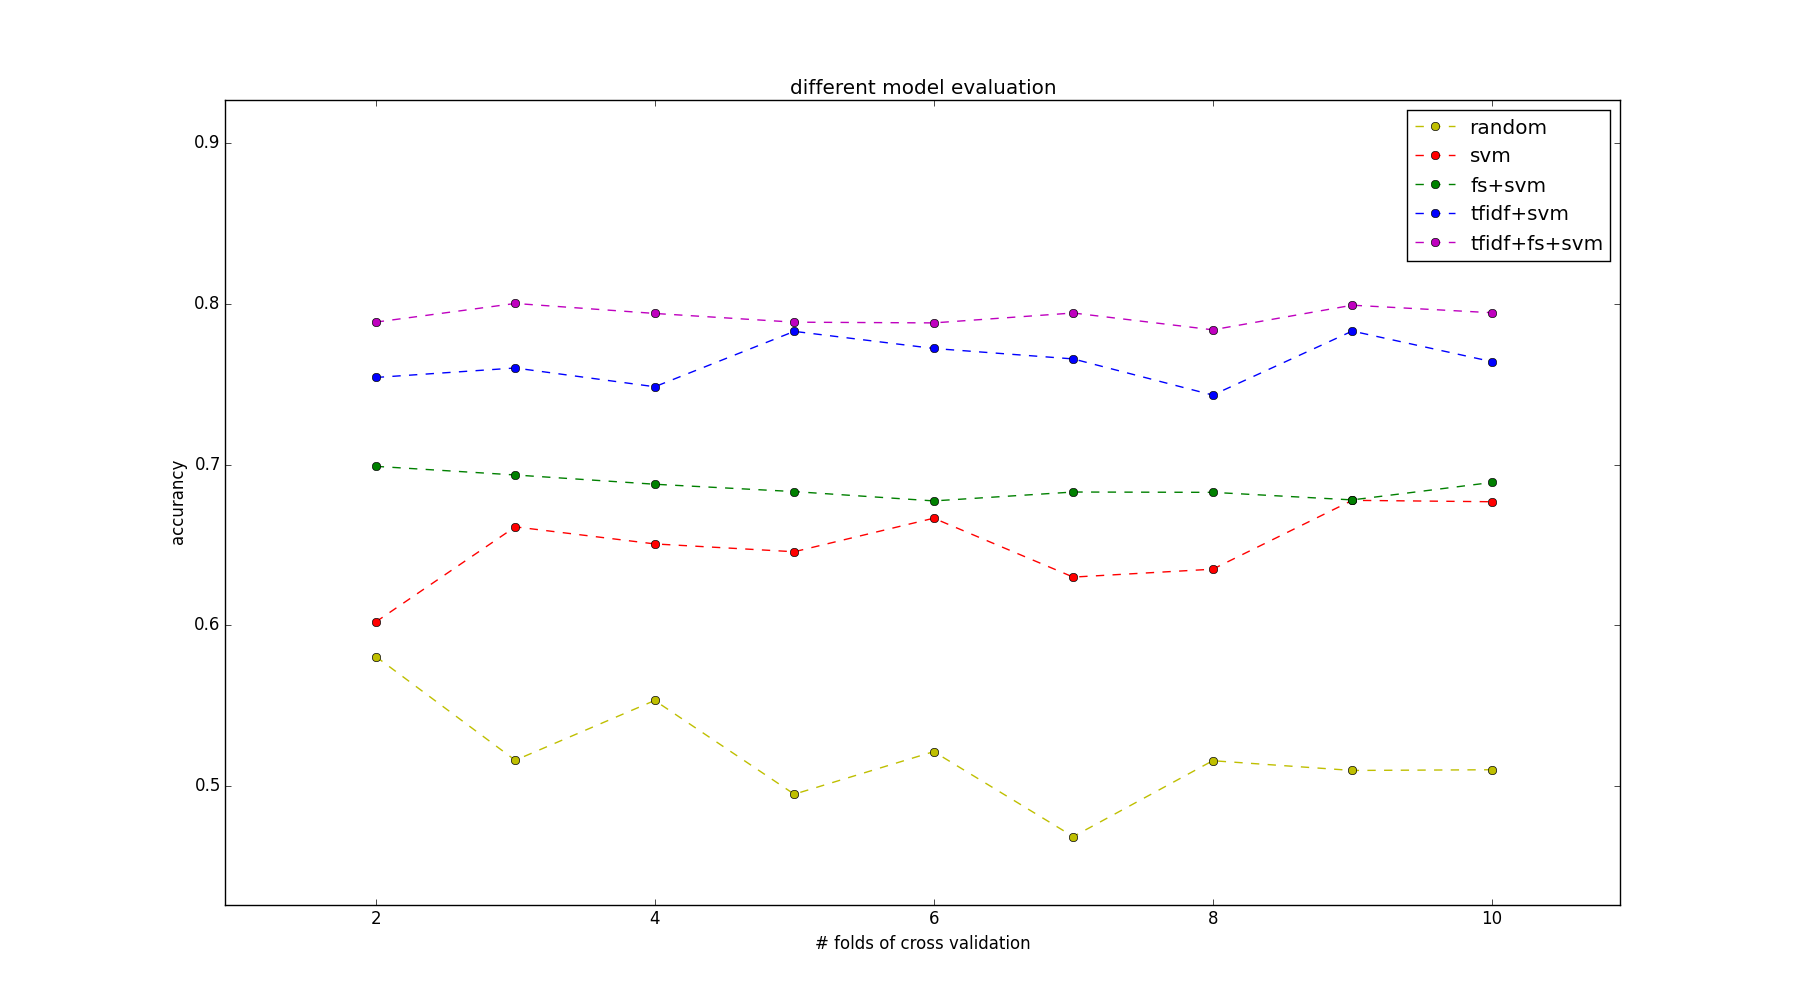 different model evaluation
random
svm
fs+svm
tfidf+svm
tfidf+fs+svm
0.9
0.8
0.7
0.6
0.5
accurancy
2 4 6 8 10
# folds of cross validation